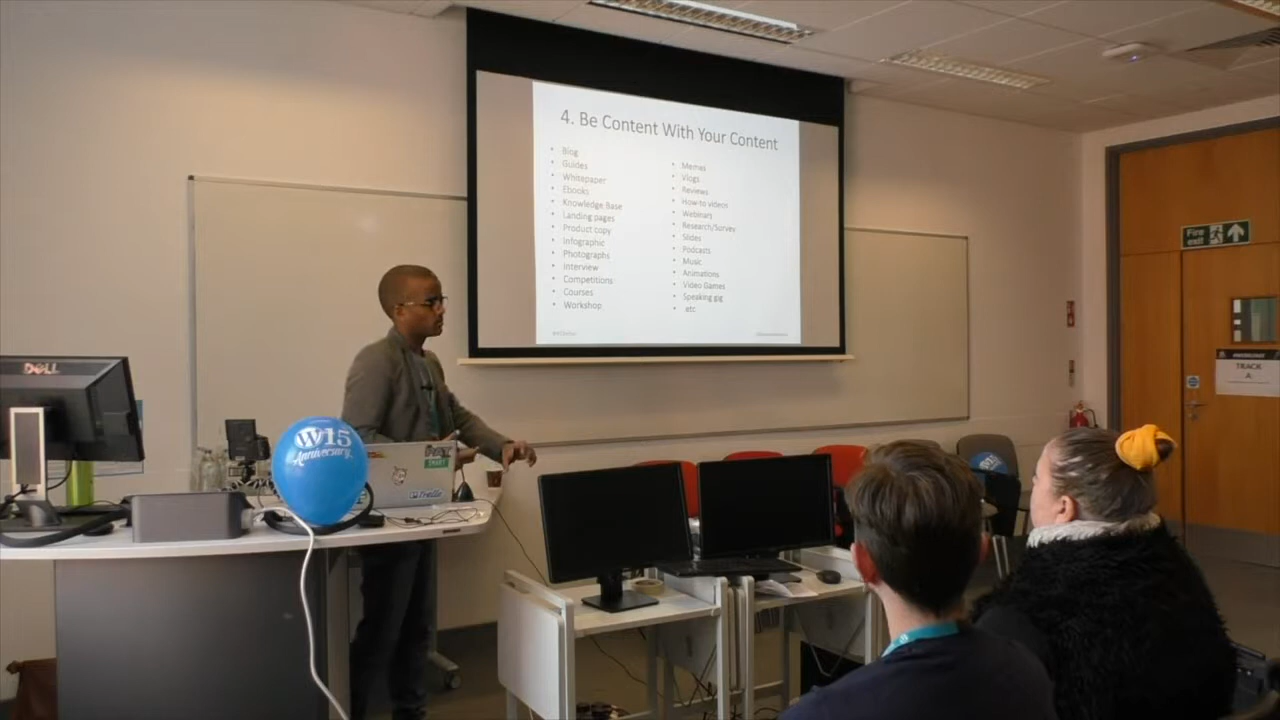 4. Be Content With Your Content
• Blog
• Guides
• Whitepaper
• Ebooks
• Knowledge Base
• Landing pages
• Product copy
• Infographic
• Photographs
• Interview
• Competitions
• Courses
• Workshop
• Memes
• Vlogs
• Reviews
• How-to videos
• Webinars
• Research/Survey
• Slides
• Podcasts
• Music
• Animations
• Video Games
• Speaking gig
• etc
DELL
W15
Anniversary
Fire
exit
TRACK
A